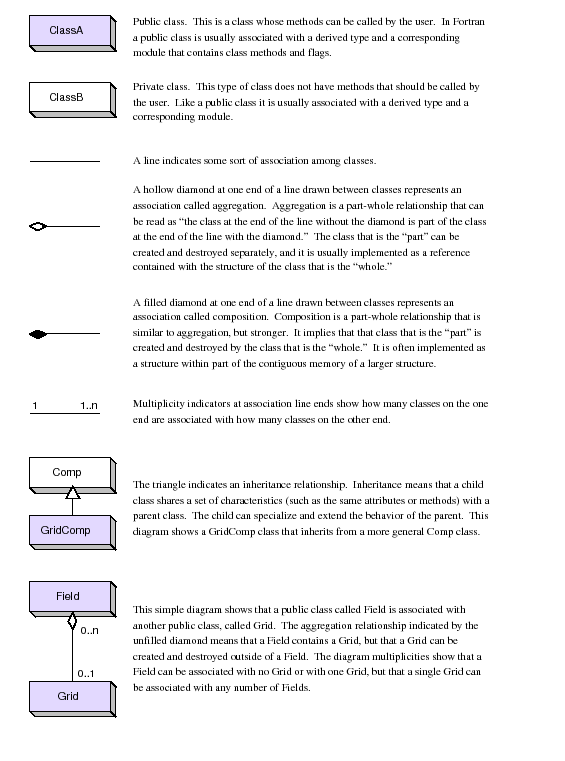 ClassA
Public class. This is a class whose methods can be called by the user. In Fortran
a public class is usually associated with a derived type and a corresponding
module that contains class methods and flags.
ClassB
Private class. This type of class does not have methods that should be called by
the user. Like a public class it is usually associated with a derived type and a
corresponding module.
A line indicates some sort of association among classes.
A hollow diamond at one end of a line drawn between classes represents an
association called aggregation. Aggregation is a part-whole relationship that can
be read as “the class at the end of the line without the diamond is part of the class
at the end of the line with the diamond.” The class that is the “part” can be
created and destroyed separately, and it is usually implemented as a reference
contained with the structure of the class that is the “whole.”
A filled diamond at one end of a line drawn between classes represents an
association called composition. Composition is a part-whole relationship that is
similar to aggregation, but stronger. It implies that that class that is the “part” is
created and destroyed by the class that is the “whole.” It is often implemented as
a structure within part of the contiguous memory of a larger structure.
1 1..n
Multiplicity indicators at association line ends show how many classes on the one
end are associated with how many classes on the other end.
Comp
GridComp
The triangle indicates an inheritance relationship. Inheritance means that a child
class shares a set of characteristics (such as the same attributes or methods) with a
parent class. The child can specialize and extend the behavior of the parent. This
diagram shows a GridComp class that inherits from a more general Comp class.
Field
0..n
0..1
Grid
This simple diagram shows that a public class called Field is associated with
another public class, called Grid. The aggregation relationship indicated by the
unfilled diamond means that a Field contains a Grid, but that a Grid can be
created and destroyed outside of a Field. The diagram multiplicities show that a
Field can be associated with no Grid or with one Grid, but that a single Grid can
be associated with any number of Fields.